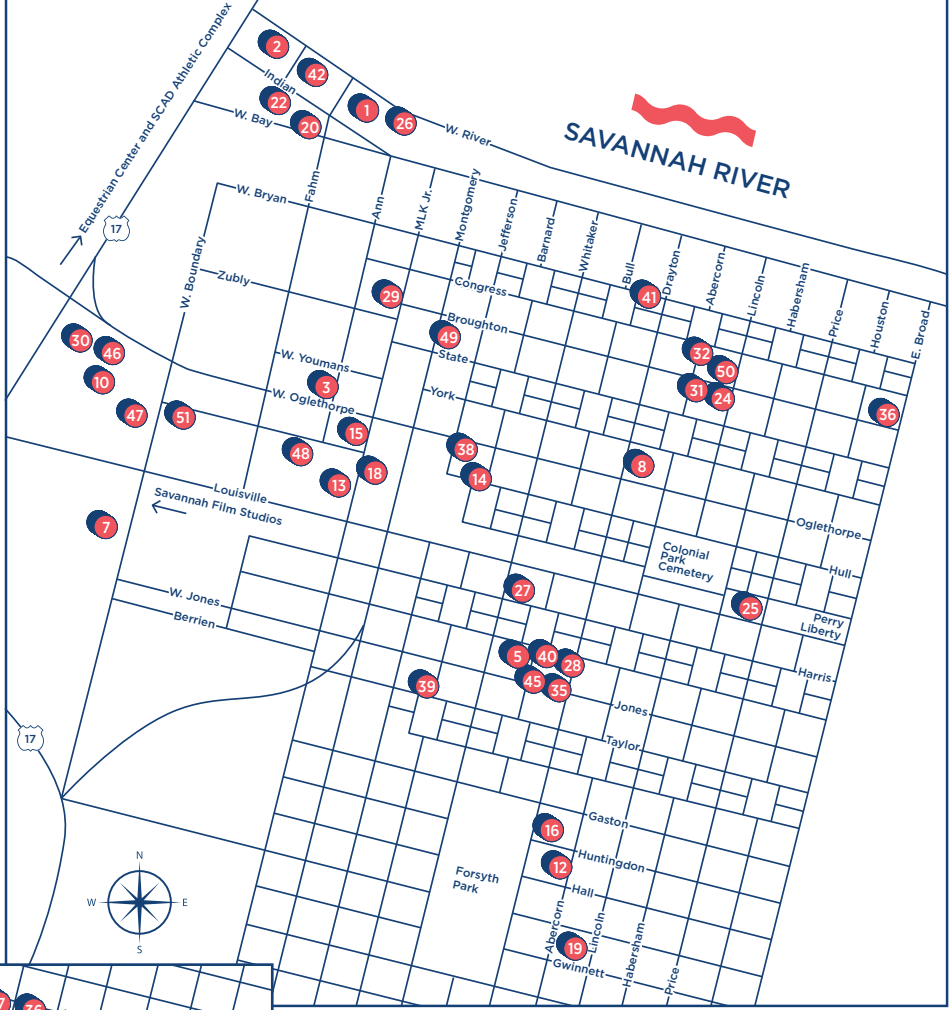 Equestrian Center and SCAD Athletic Complex
2
42
Indian
22
20
1
26
W. Bay
W. River
SAVANNAH RIVER
17
W. Bryan
Fahm
Ann
MLK Jr.
Montgomery
Jefferson
Barnard
Whitaker
Bull
Drayton
Abercorn
Lincoln
Habersham
Price
Houston
E. Broad
W. Boundary
Zubly
29
Congress
41
Broughton
49
State
30
46
10
47
51
W. Youmans
3
W. Oglethorpe
York
32
50
31
24
36
15
48
18
13
38
14
8
Louisville
Savannah Film Studios
7
Oglethorpe
Colonial
Park
Cemetery
Hull
27
25
Perry
Liberty
W. Jones
Berrien
5
40
28
45
35
39
Harris
Jones
Taylor
17
16
Gaston
Huntingdon
12
Hall
Forsyth
Park
N
W
E
S
Abercorn
Lincoln
Habersham
Price
19
Gwinnett